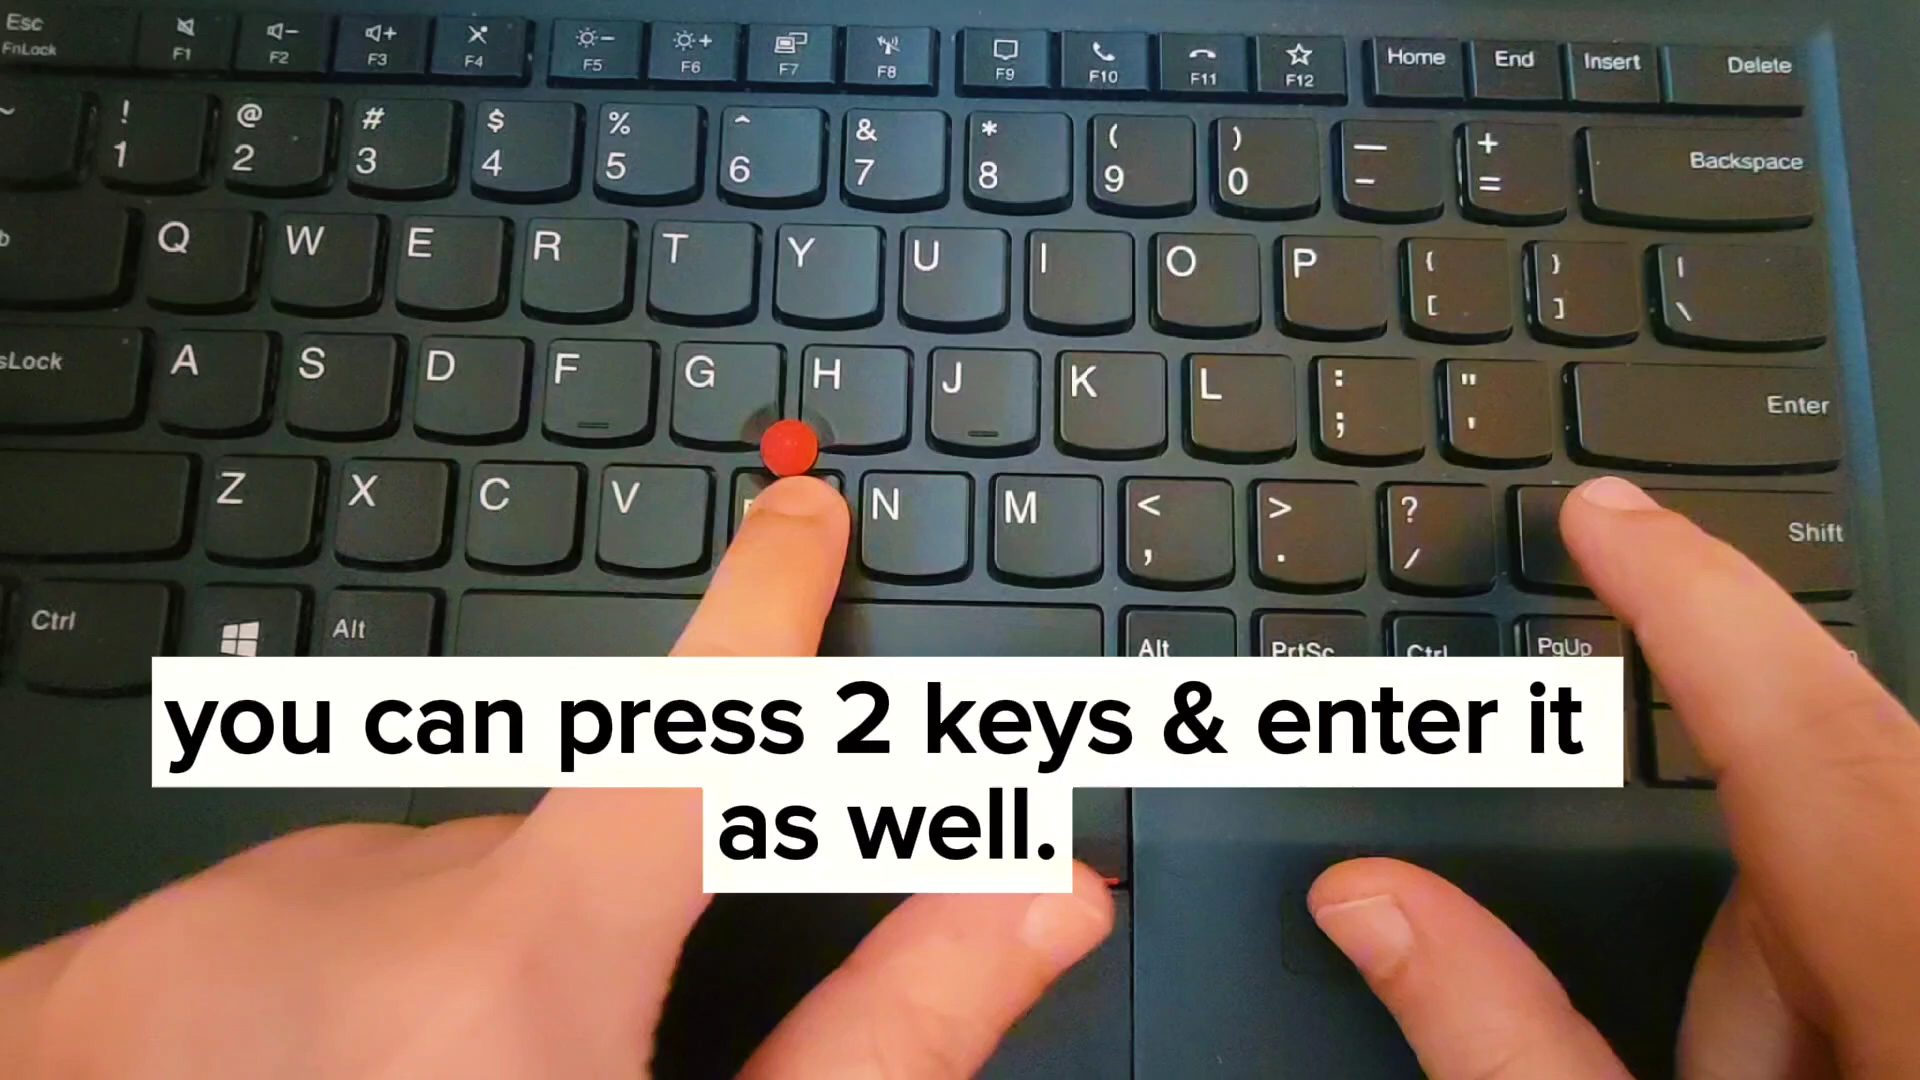 Esc
FnLock
F1 F2 F3 F4 F5 F6 F7 F8 F9 F10 F11 F12 Home End Insert Delete
~ ! @ # $ % ^ & * ( ) — +
1 2 3 4 5 6 7 8 9 0 - = Backspace
b Q W E R T Y U I O P { } |
[ ] \
sLock A S D F G H J K L : " Enter
; '
Z X C V N M < > ? Shift
, . /
Ctrl Alt Alt PrtSc Ctrl PgUp
you can press 2 keys & enter it
as well.